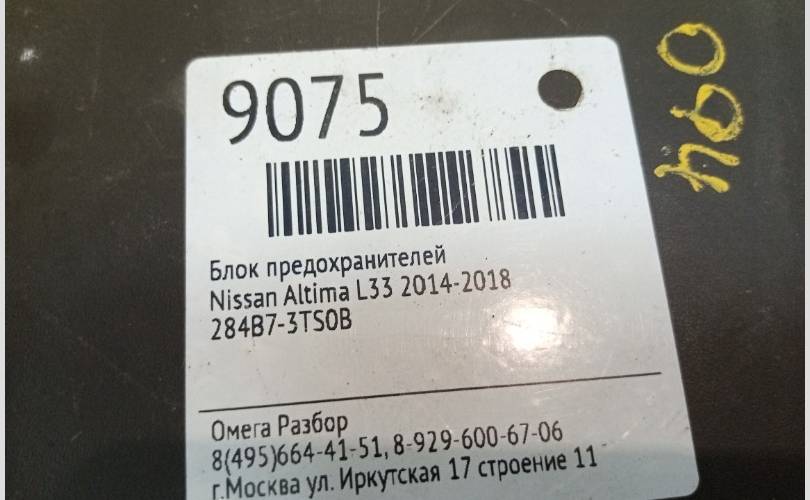 9075
Блок предохранителей
Nissan Altima L33 2014-2018
284B7-3TS0B
Омега Разбор
8(495)664-41-51, 8-929-600-67-06
г.Москва ул. Иркутская 17 строение 11